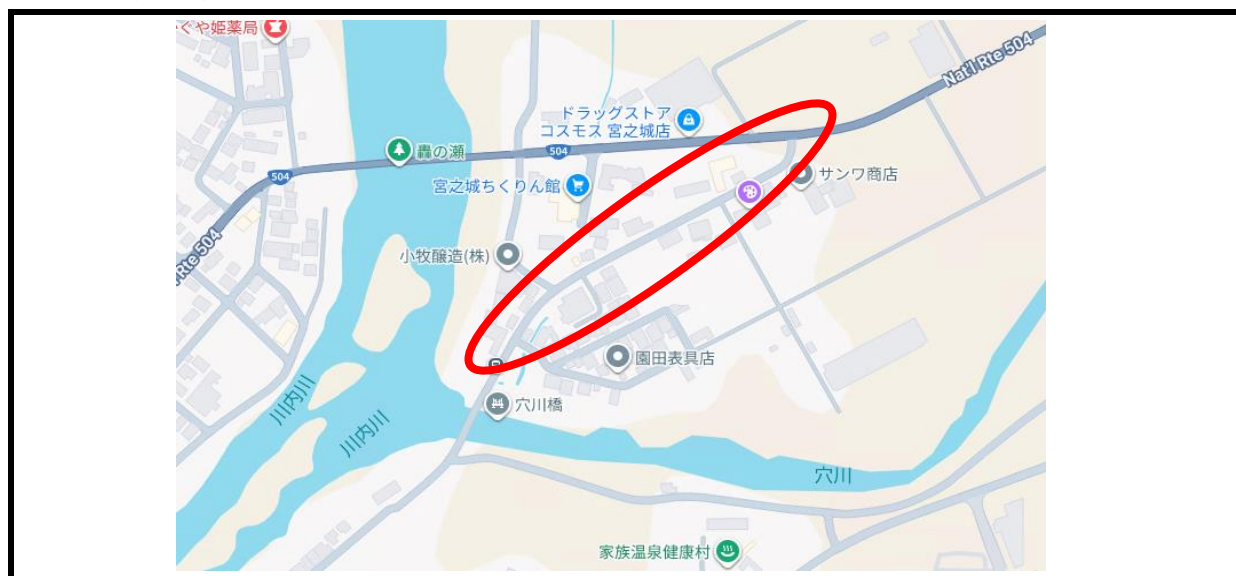 くや姫薬局
Nat'l Rte 504
ドラッグストア
コスモス 宮之城店
轟の瀬
504
504
宮之城ちくりん館
サンワ商店
小牧醸造(株)
Rte 504
園田表具店
穴川橋
川内川
川内川
穴川
家族温泉健康村